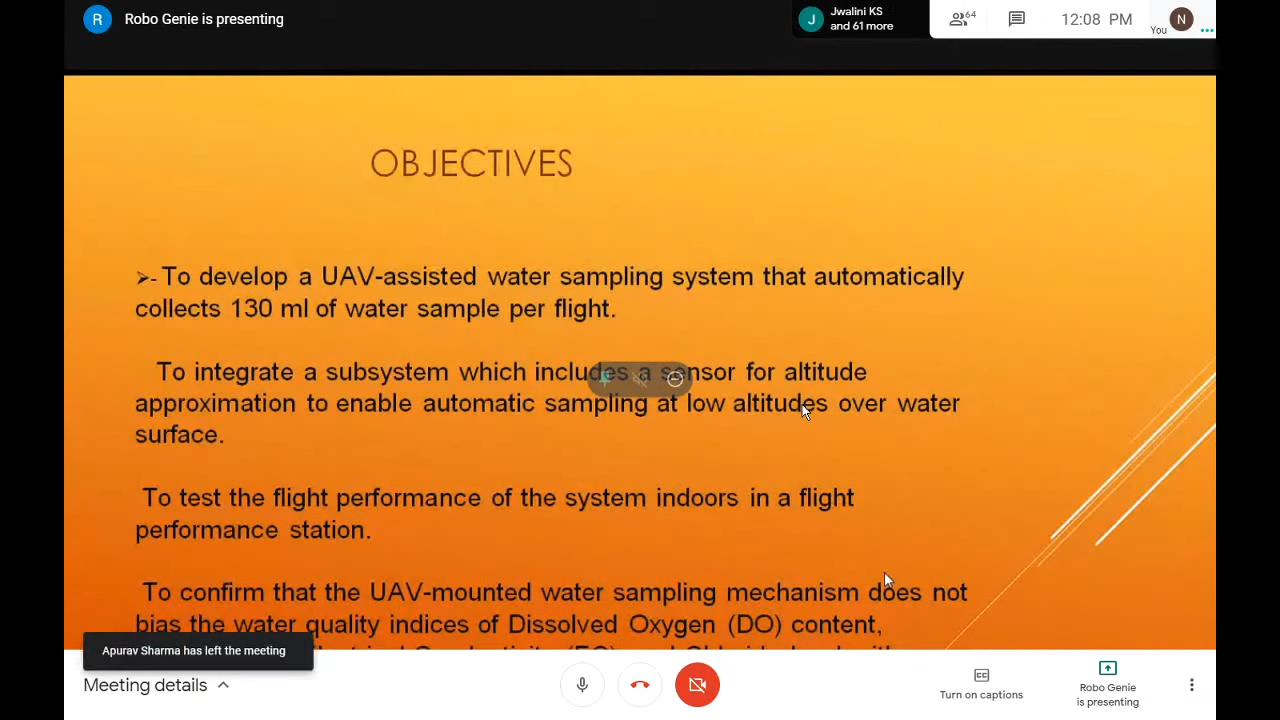 R Robo Genie is presenting
J Jwalini KS
and 61 more
64
12:08 PM
You N
OBJECTIVES
➢- To develop a UAV-assisted water sampling system that automatically
collects 130 ml of water sample per flight.
To integrate a subsystem which includes a sensor for altitude
approximation to enable automatic sampling at low altitudes over water
surface.
To test the flight performance of the system indoors in a flight
performance station.
To confirm that the UAV-mounted water sampling mechanism does not
bias the water quality indices of Dissolved Oxygen (DO) content,
Apurav Sharma has left the meeting
Meeting details
CC
Turn on captions
Robo Genie
is presenting